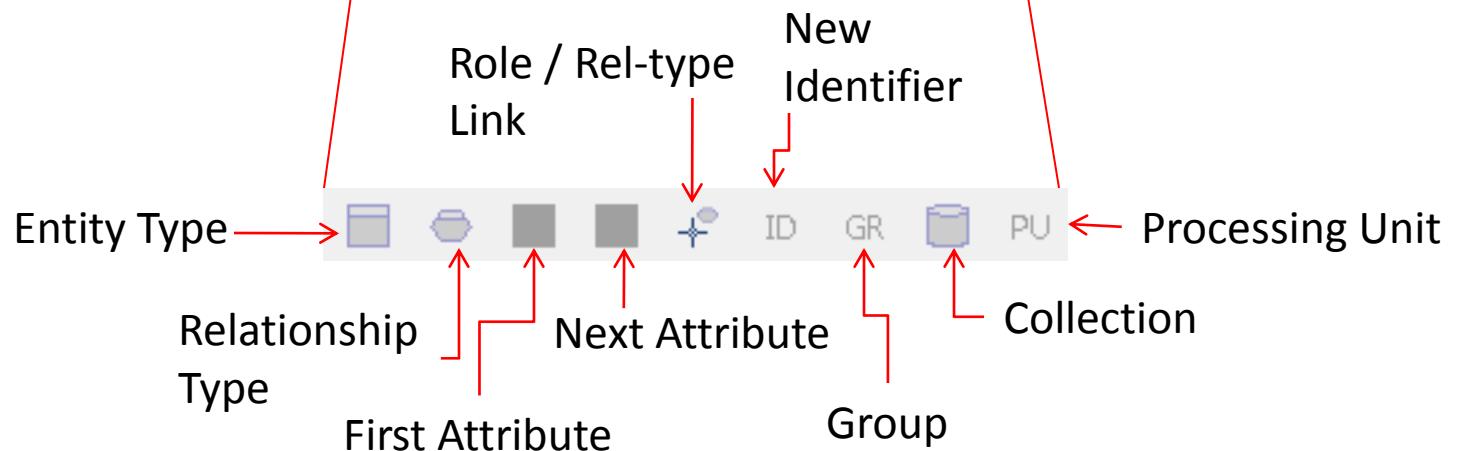 New
Identifier
Role / Rel-type
Link
Entity Type
ID
GR
PU
Processing Unit
Relationship
Type
Next Attribute
Collection
First Attribute
Group